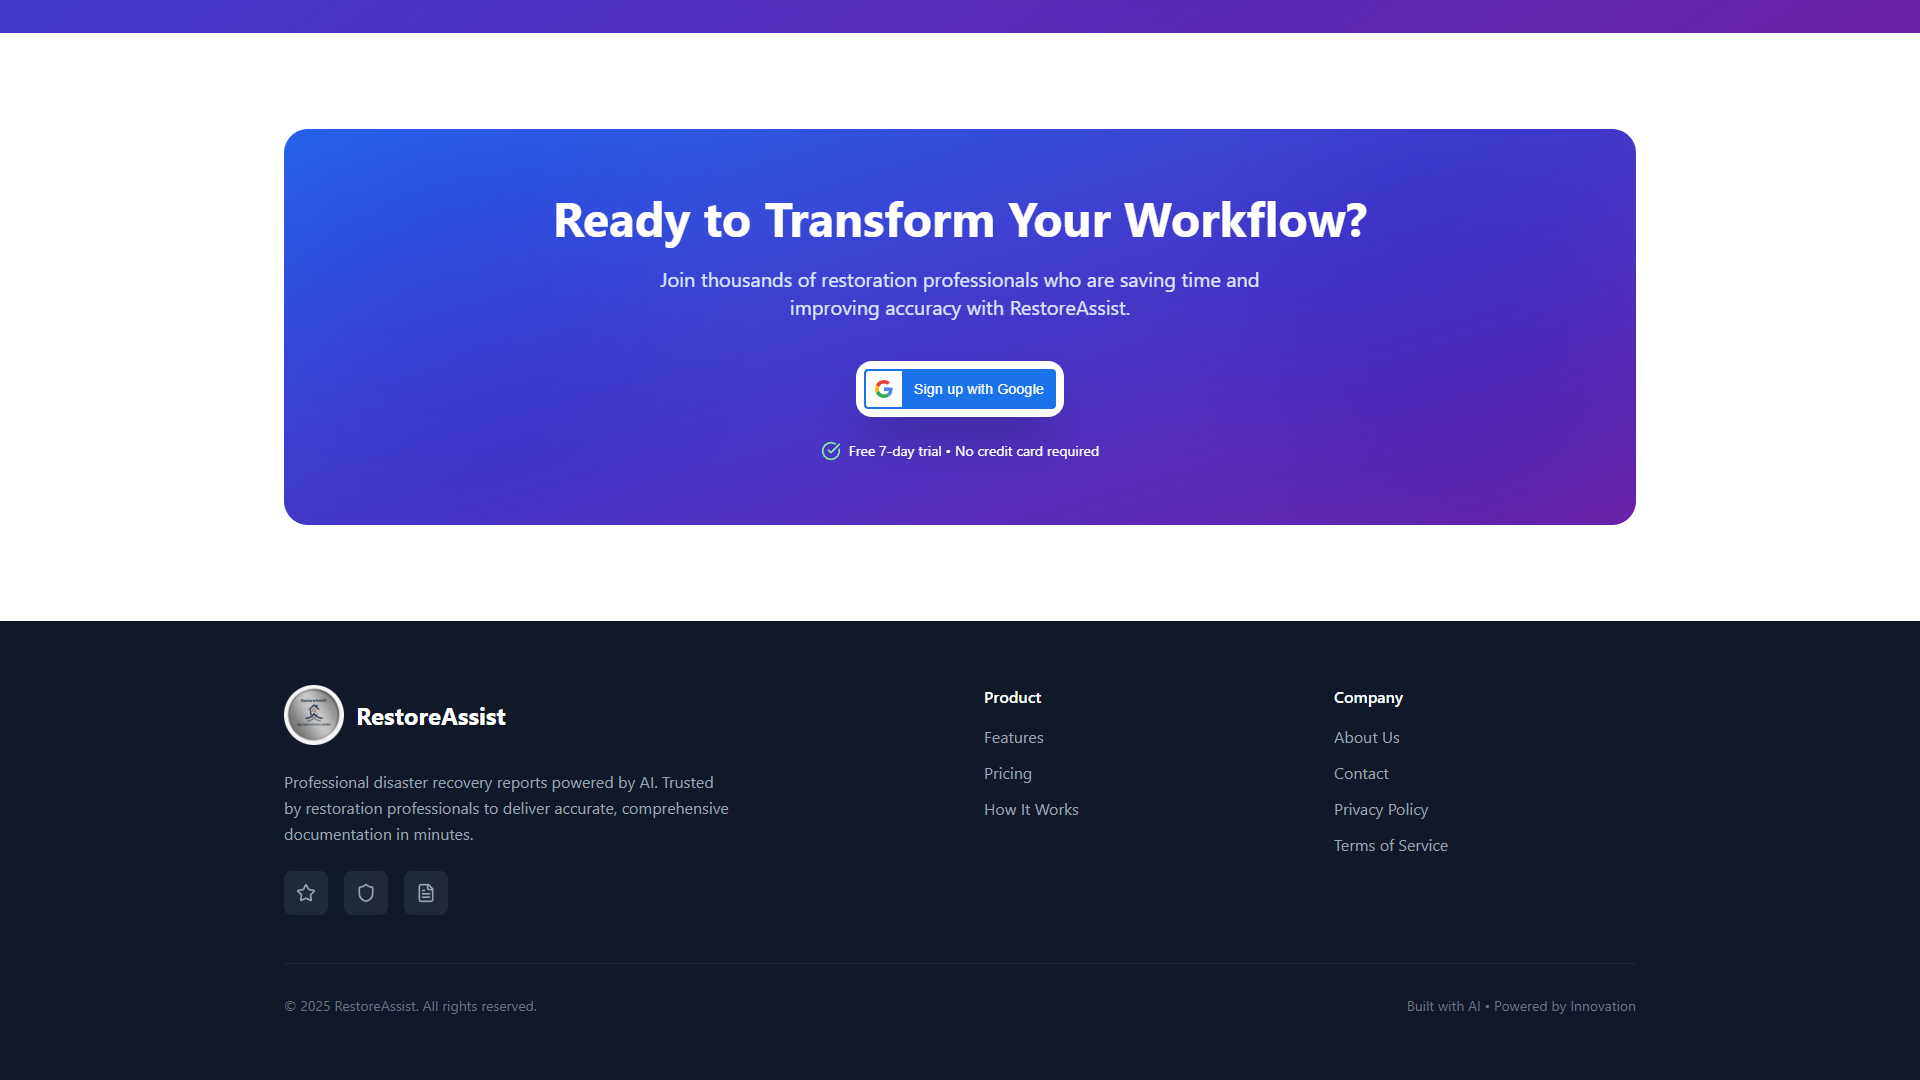 Ready to Transform Your Workflow?
Join thousands of restoration professionals who are saving time and
improving accuracy with RestoreAssist.
Sign up with Google
Free 7-day trial • No credit card required
RestoreAssist
Professional disaster recovery reports powered by AI. Trusted
by restoration professionals to deliver accurate, comprehensive
documentation in minutes.
Product
Features
Pricing
How It Works
Company
About Us
Contact
Privacy Policy
Terms of Service
© 2025 RestoreAssist. All rights reserved.
Built with AI • Powered by Innovation